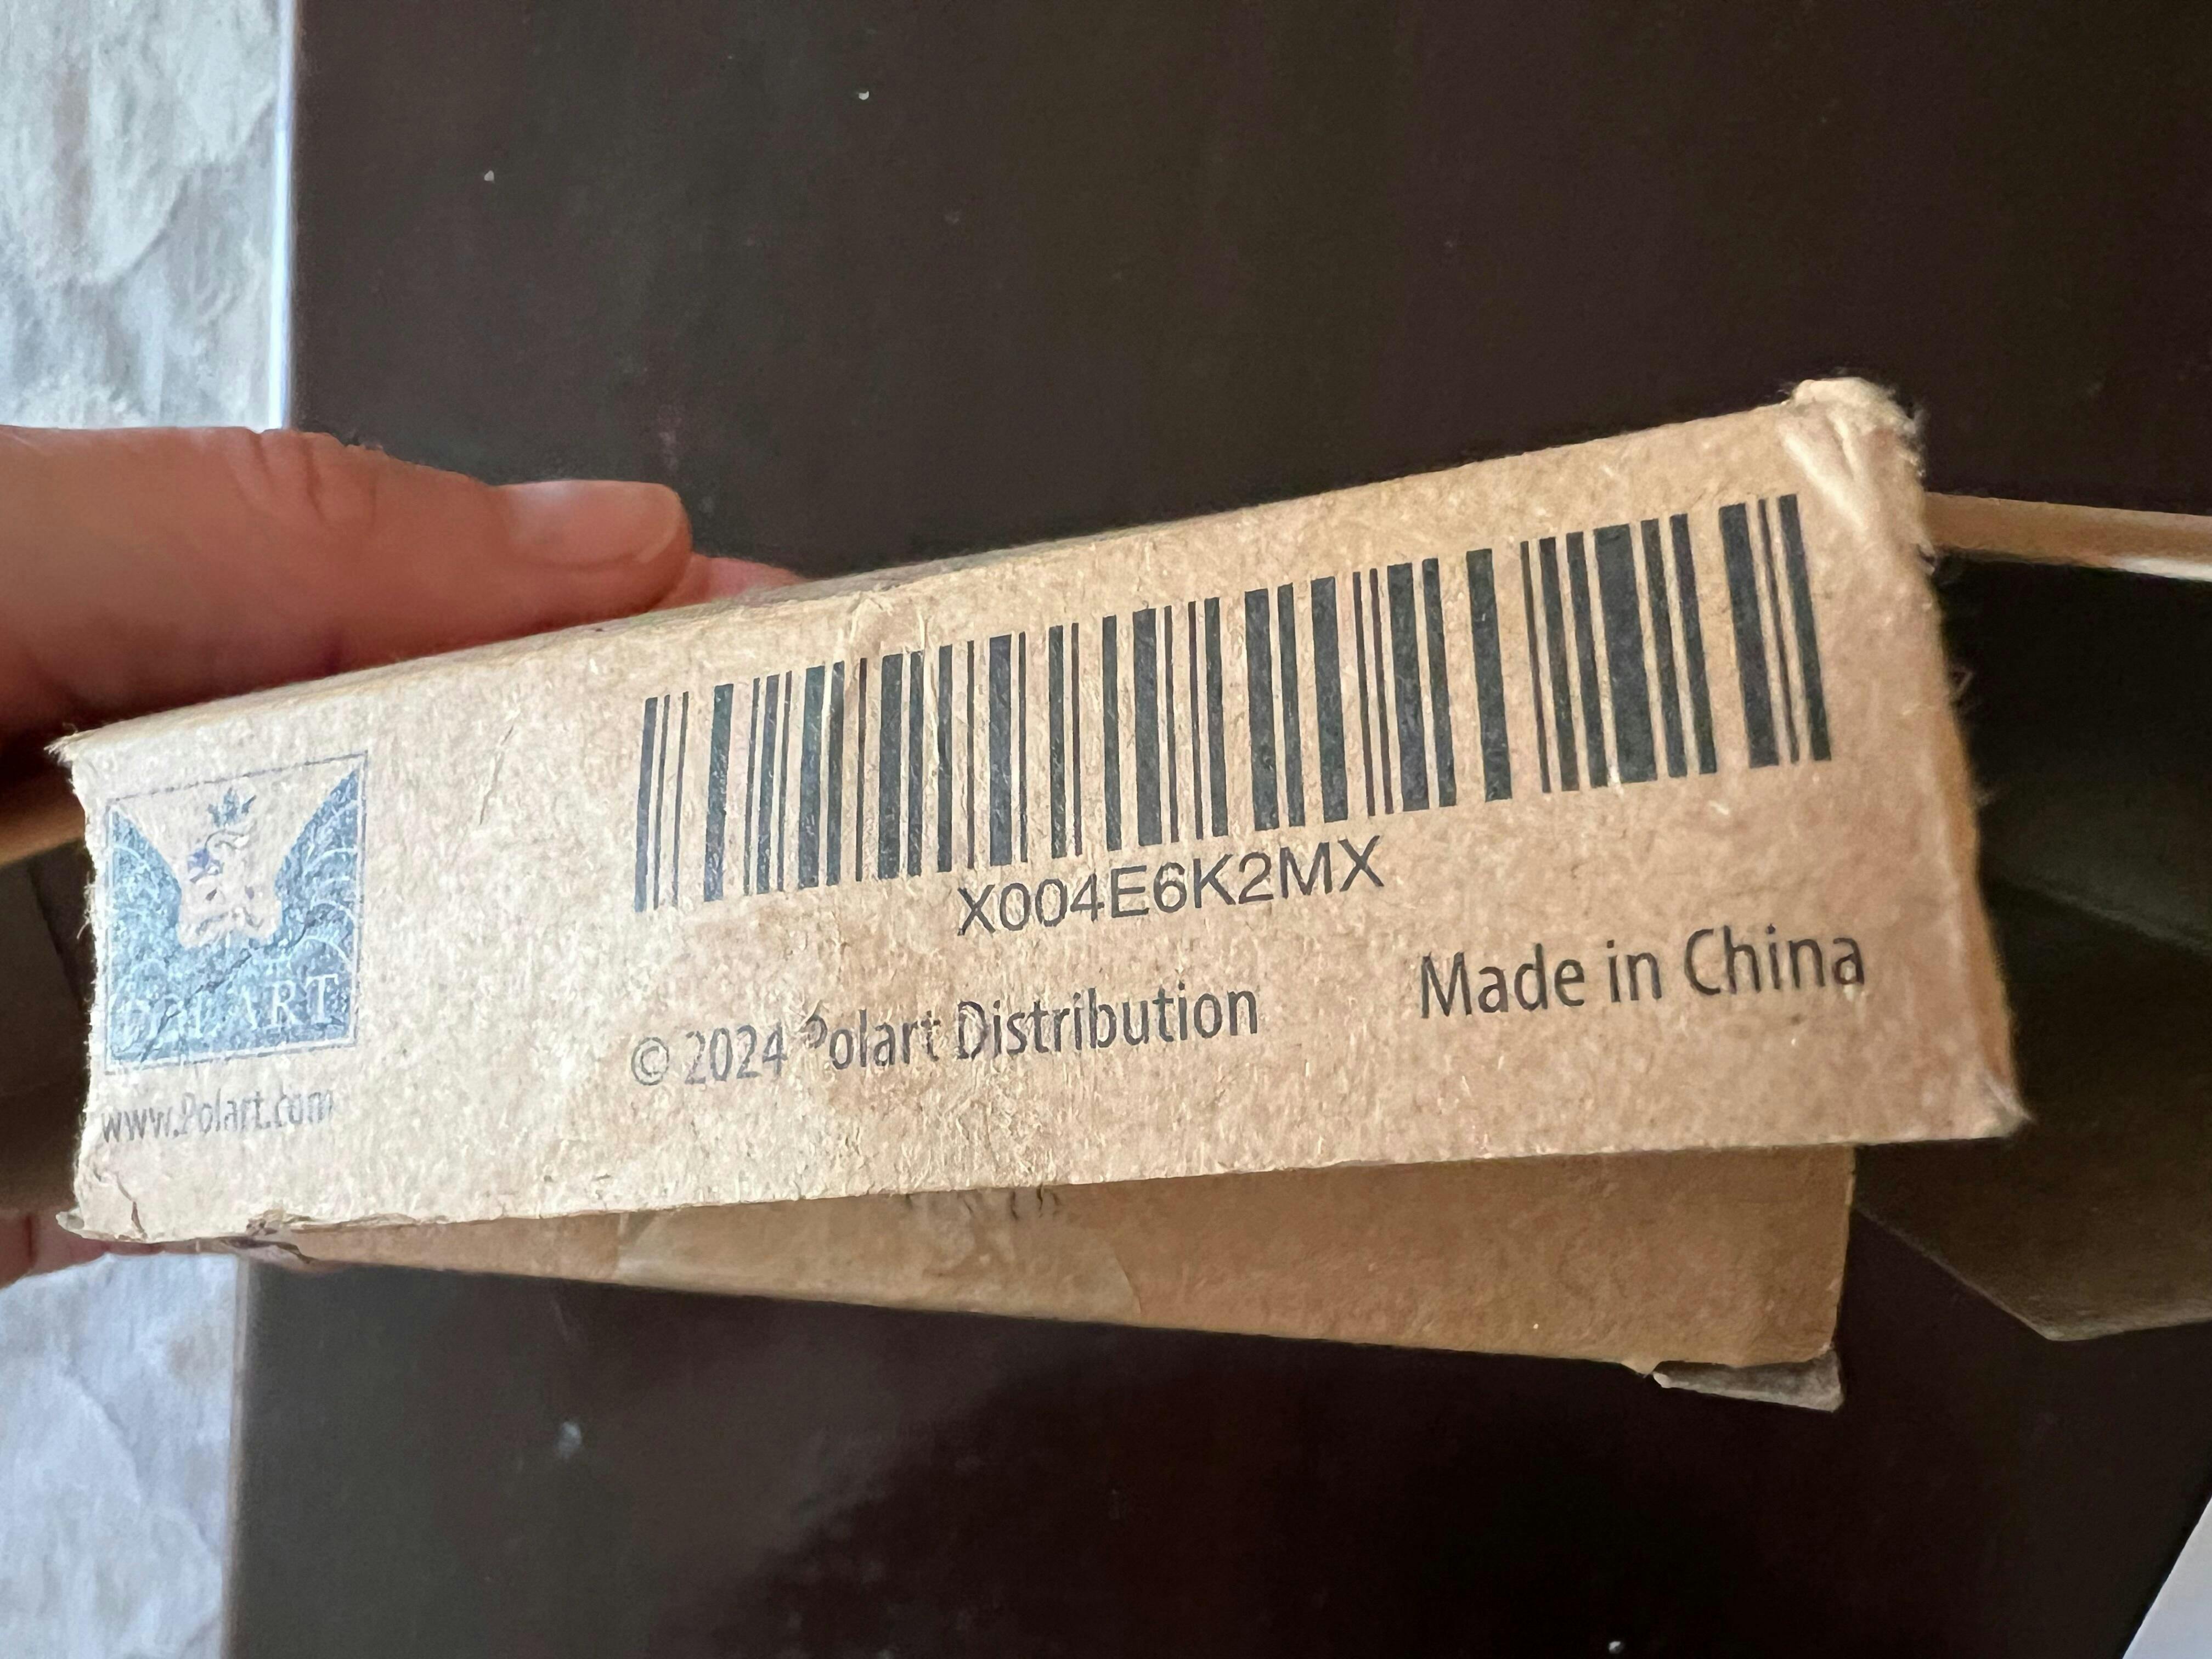 X004E6K2MX
© 2024 Polart Distribution
Made in China
POLART
www.Polart.com